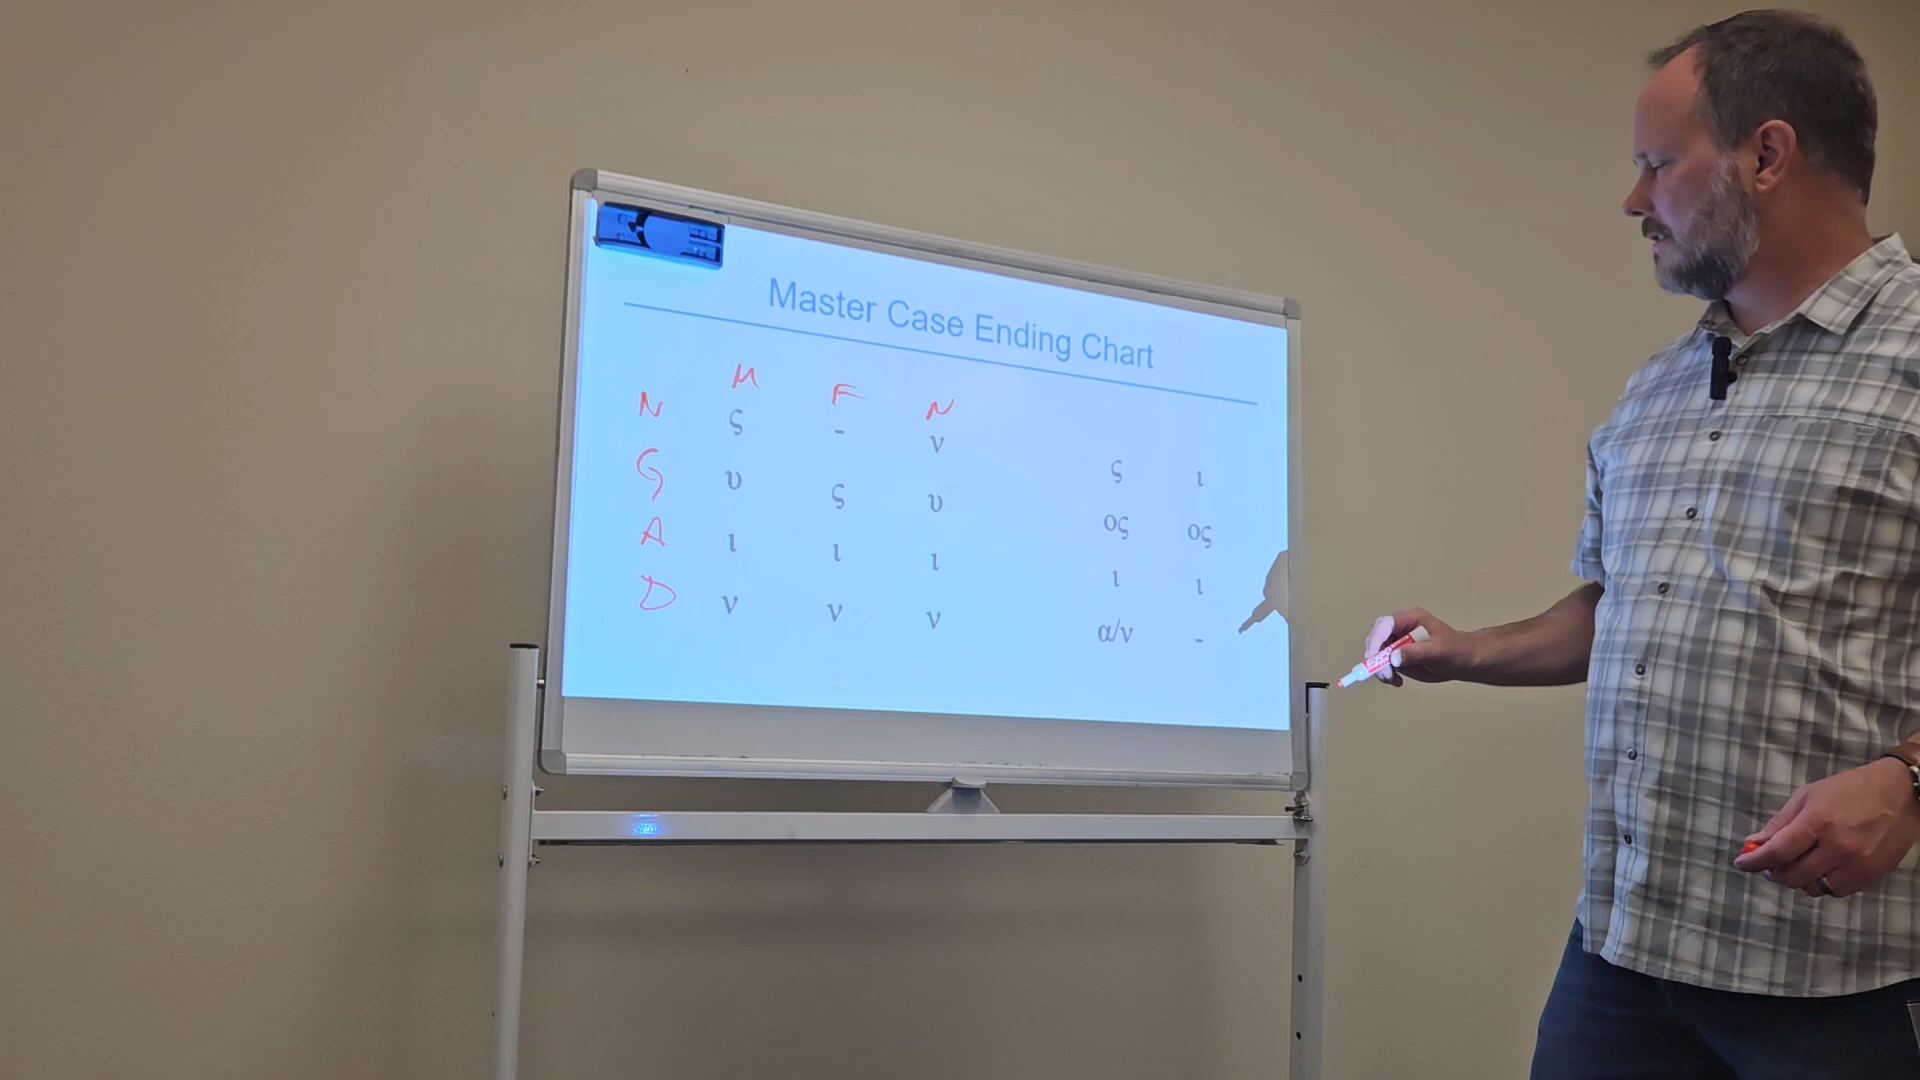 Master Case Ending Chart
M F N
N ς - ν ς ι
G υ ς υ ος ος
A ι ι ι ι ι
D ν ν ν α/ν -